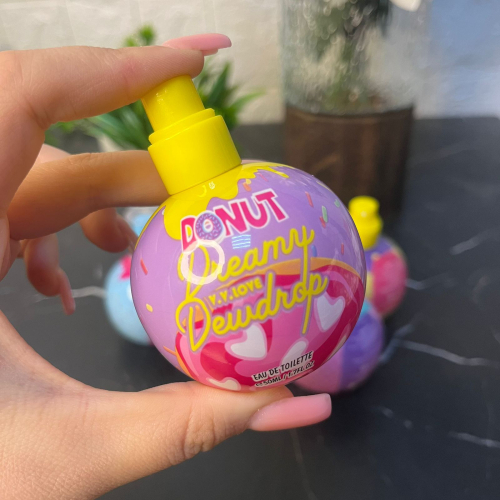 DONUT
Dreamy
Y.Y.LOVE
Dewdrop
EAU DE TOILETTE